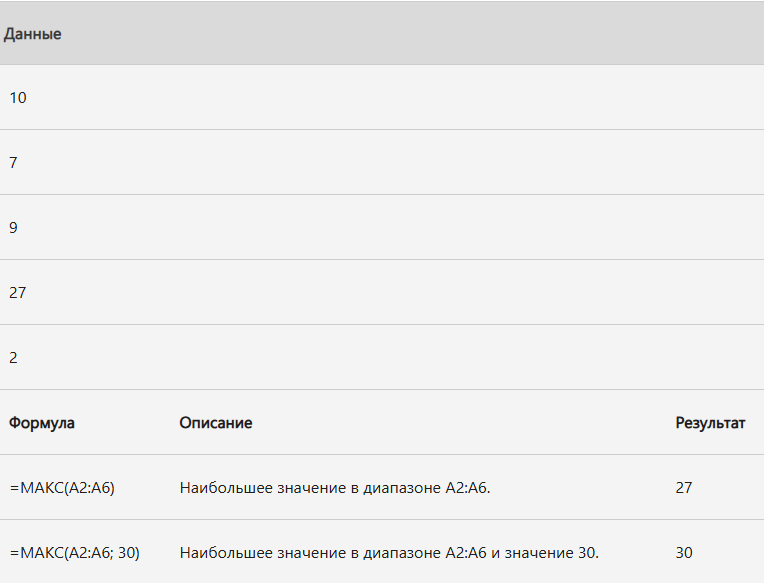 Данные
10
7
9
27
2
Формула Описание Результат
=МАКС(A2:A6) Наибольшее значение в диапазоне A2:A6. 27
=МАКС(A2:A6; 30) Наибольшее значение в диапазоне A2:A6 и значение 30. 30